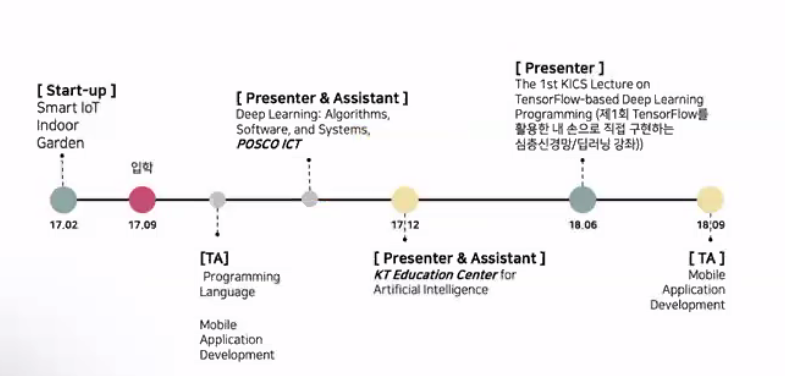 [ Start-up ]
Smart IoT
Indoor
Garden
입학
[ Presenter & Assistant ]
Deep Learning: Algorithms,
Software, and Systems,
POSCO ICT
[ Presenter ]
The 1st KICS Lecture on
TensorFlow-based Deep Learning
Programming (제1회 TensorFlow를
활용한 내 손으로 직접 구현하는
심층신경망/딥러닝 강좌))
17.02
17.09
17.12
18.06
18.09
[TA]
Programming
Language
Mobile
Application
Development
[ Presenter & Assistant ]
KT Education Center for
Artificial Intelligence
[ TA ]
Mobile
Application
Development